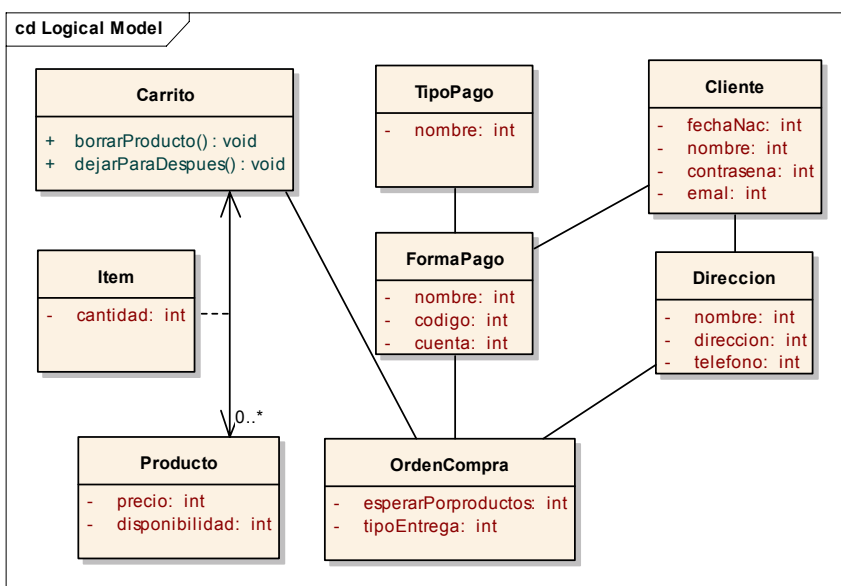 cd Logical Model
Carrito
+ borrarProducto() : void
+ dejarParaDespues() : void
TipoPago
- nombre: int
Cliente
- fechaNac: int
- nombre: int
- contrasena: int
- emal: int
Item
- cantidad: int
FormaPago
- nombre: int
- codigo: int
- cuenta: int
Direccion
- nombre: int
- direccion: int
- telefono: int
0..*
Producto
- precio: int
- disponibilidad: int
OrdenCompra
- esperarPorproductos: int
- tipoEntrega: int